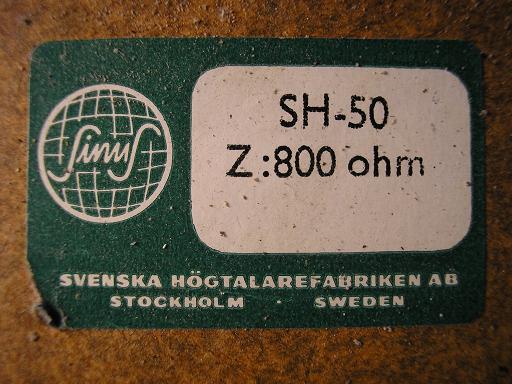 Sinus
SH-50
Z:800 ohm
SVENSKA HÖGTALAREFABRIKEN AB
STOCKHOLM · SWEDEN